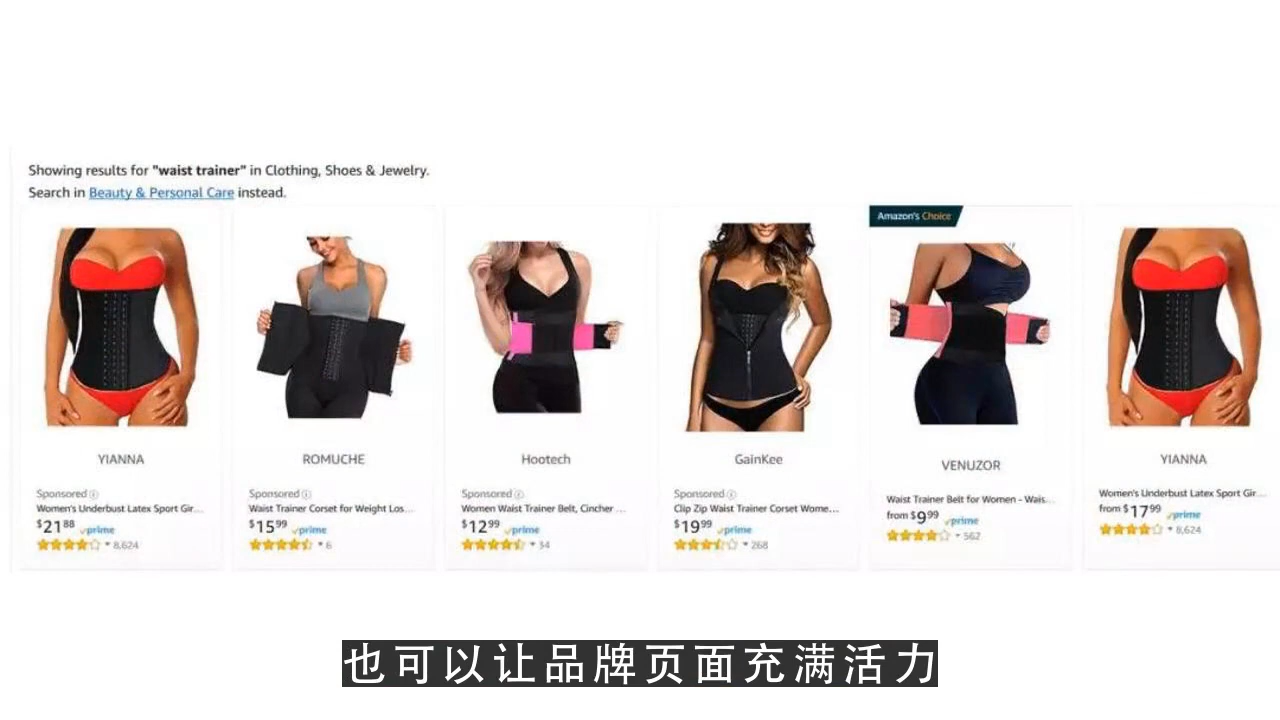 Showing results for "waist trainer" in Clothing, Shoes & Jewelry.
Search in Beauty & Personal Care instead.
Amazon's Choice
YIANNA
Sponsored
Women's Underbust Latex Sport Gir...
$21.88 prime
8,624
ROMUCHE
Sponsored
Waist Trainer Corset for Weight Los...
$15.99 prime
6
Hootech
Sponsored
Women Waist Trainer Belt, Cincher ...
$12.99 prime
34
GainKee
Sponsored
Clip Zip Waist Trainer Corset Wome...
$19.99 prime
268
VENUZOR
Waist Trainer Belt for Women - Wais...
from $9.99 prime
562
YIANNA
Women's Underbust Latex Sport Gir...
from $17.99 prime
8,624
也可以让品牌页面充满活力